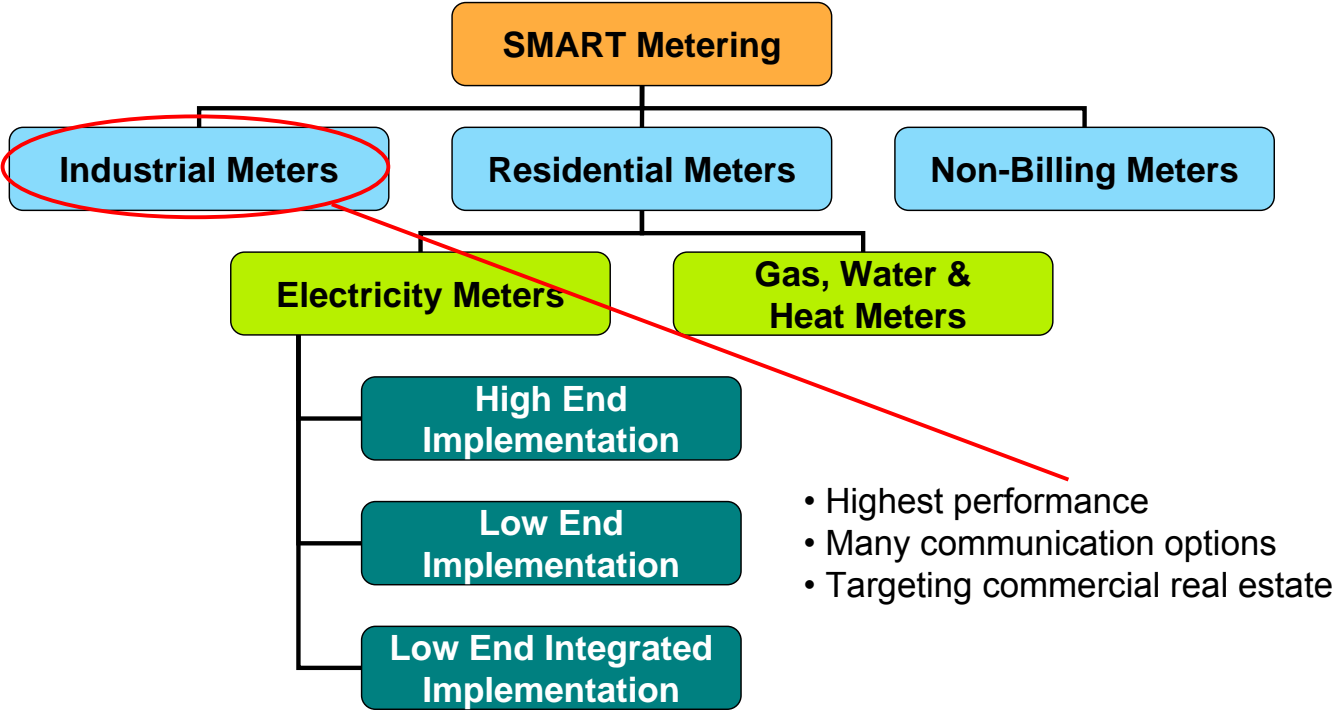 SMART Metering
Industrial Meters
Residential Meters
Non-Billing Meters
Electricity Meters
Gas, Water &
Heat Meters
High End
Implementation
Low End
Implementation
Low End Integrated
Implementation
• Highest performance
• Many communication options
• Targeting commercial real estate